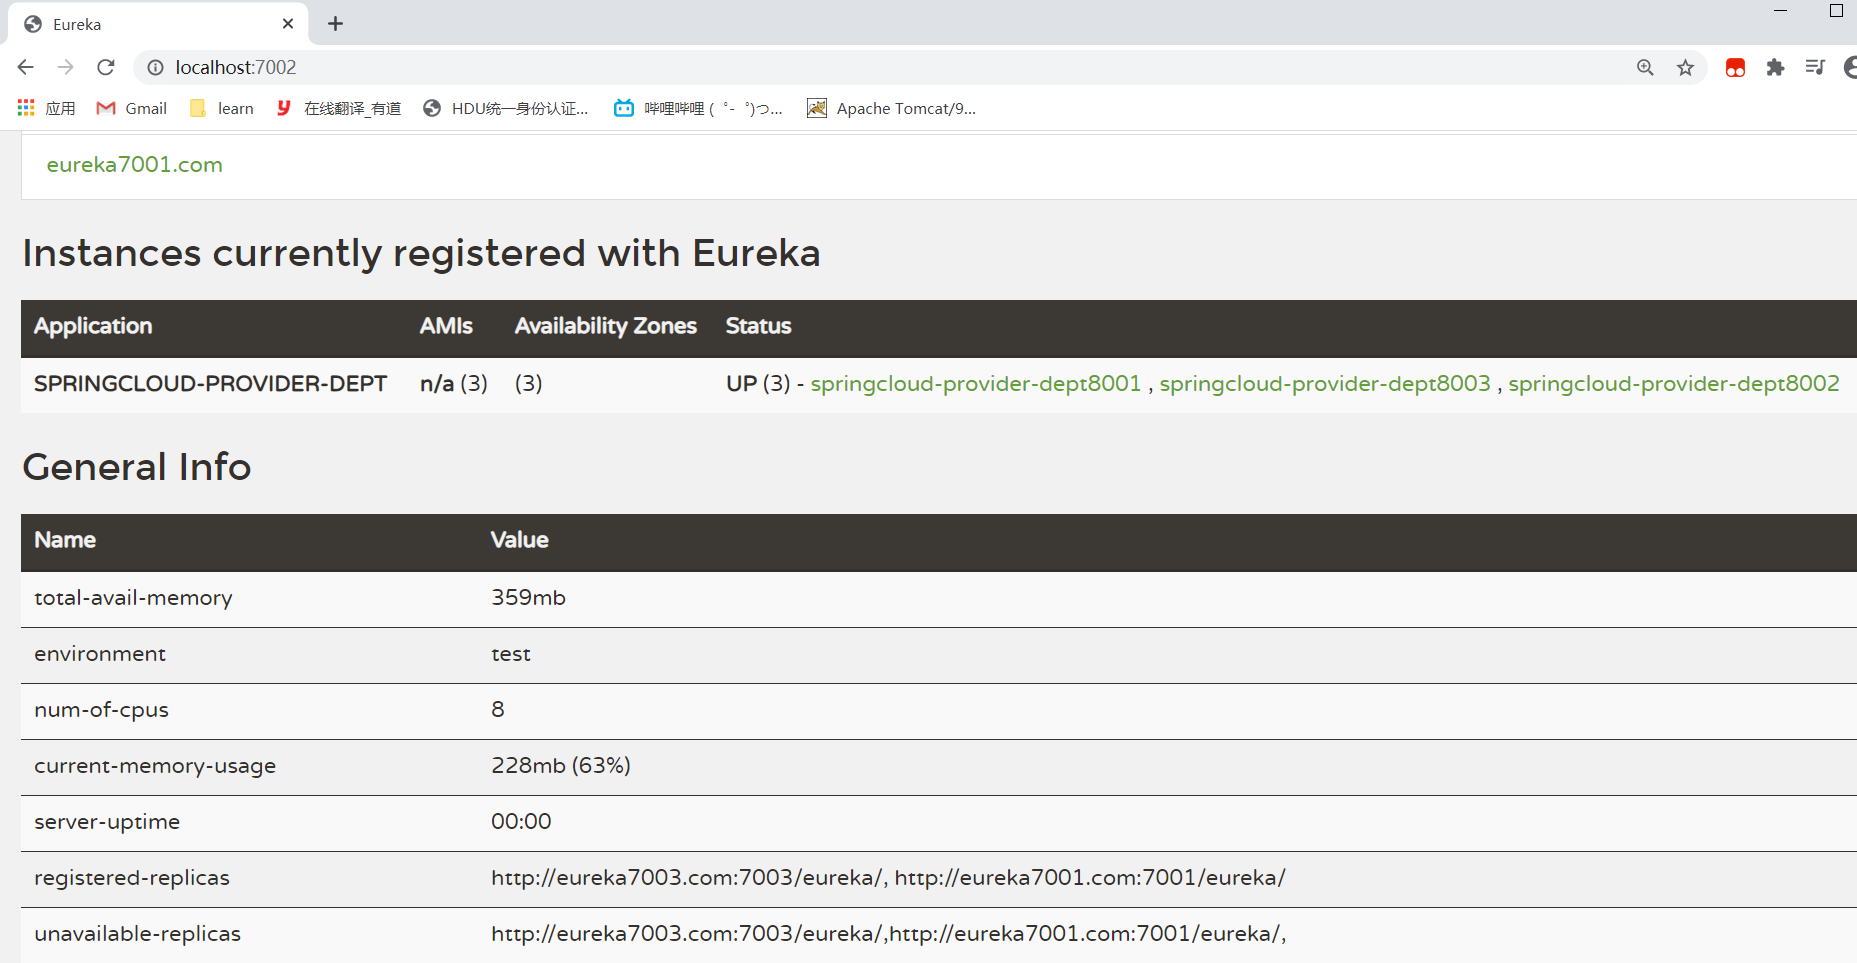 Eureka
localhost:7002
应用 Gmail learn 在线翻译_有道 HDU统一身份认证... 哔哩哔哩 ( ゜- ゜)つ... Apache Tomcat/9...
eureka7001.com
Instances currently registered with Eureka
Application AMIs Availability Zones Status
SPRINGCLOUD-PROVIDER-DEPT n/a (3) (3) UP (3) - springcloud-provider-dept8001 , springcloud-provider-dept8003 , springcloud-provider-dept8002
General Info
Name Value
total-avail-memory 359mb
environment test
num-of-cpus 8
current-memory-usage 228mb (63%)
server-uptime 00:00
registered-replicas http://eureka7003.com:7003/eureka/, http://eureka7001.com:7001/eureka/
unavailable-replicas http://eureka7003.com:7003/eureka/,http://eureka7001.com:7001/eureka/,